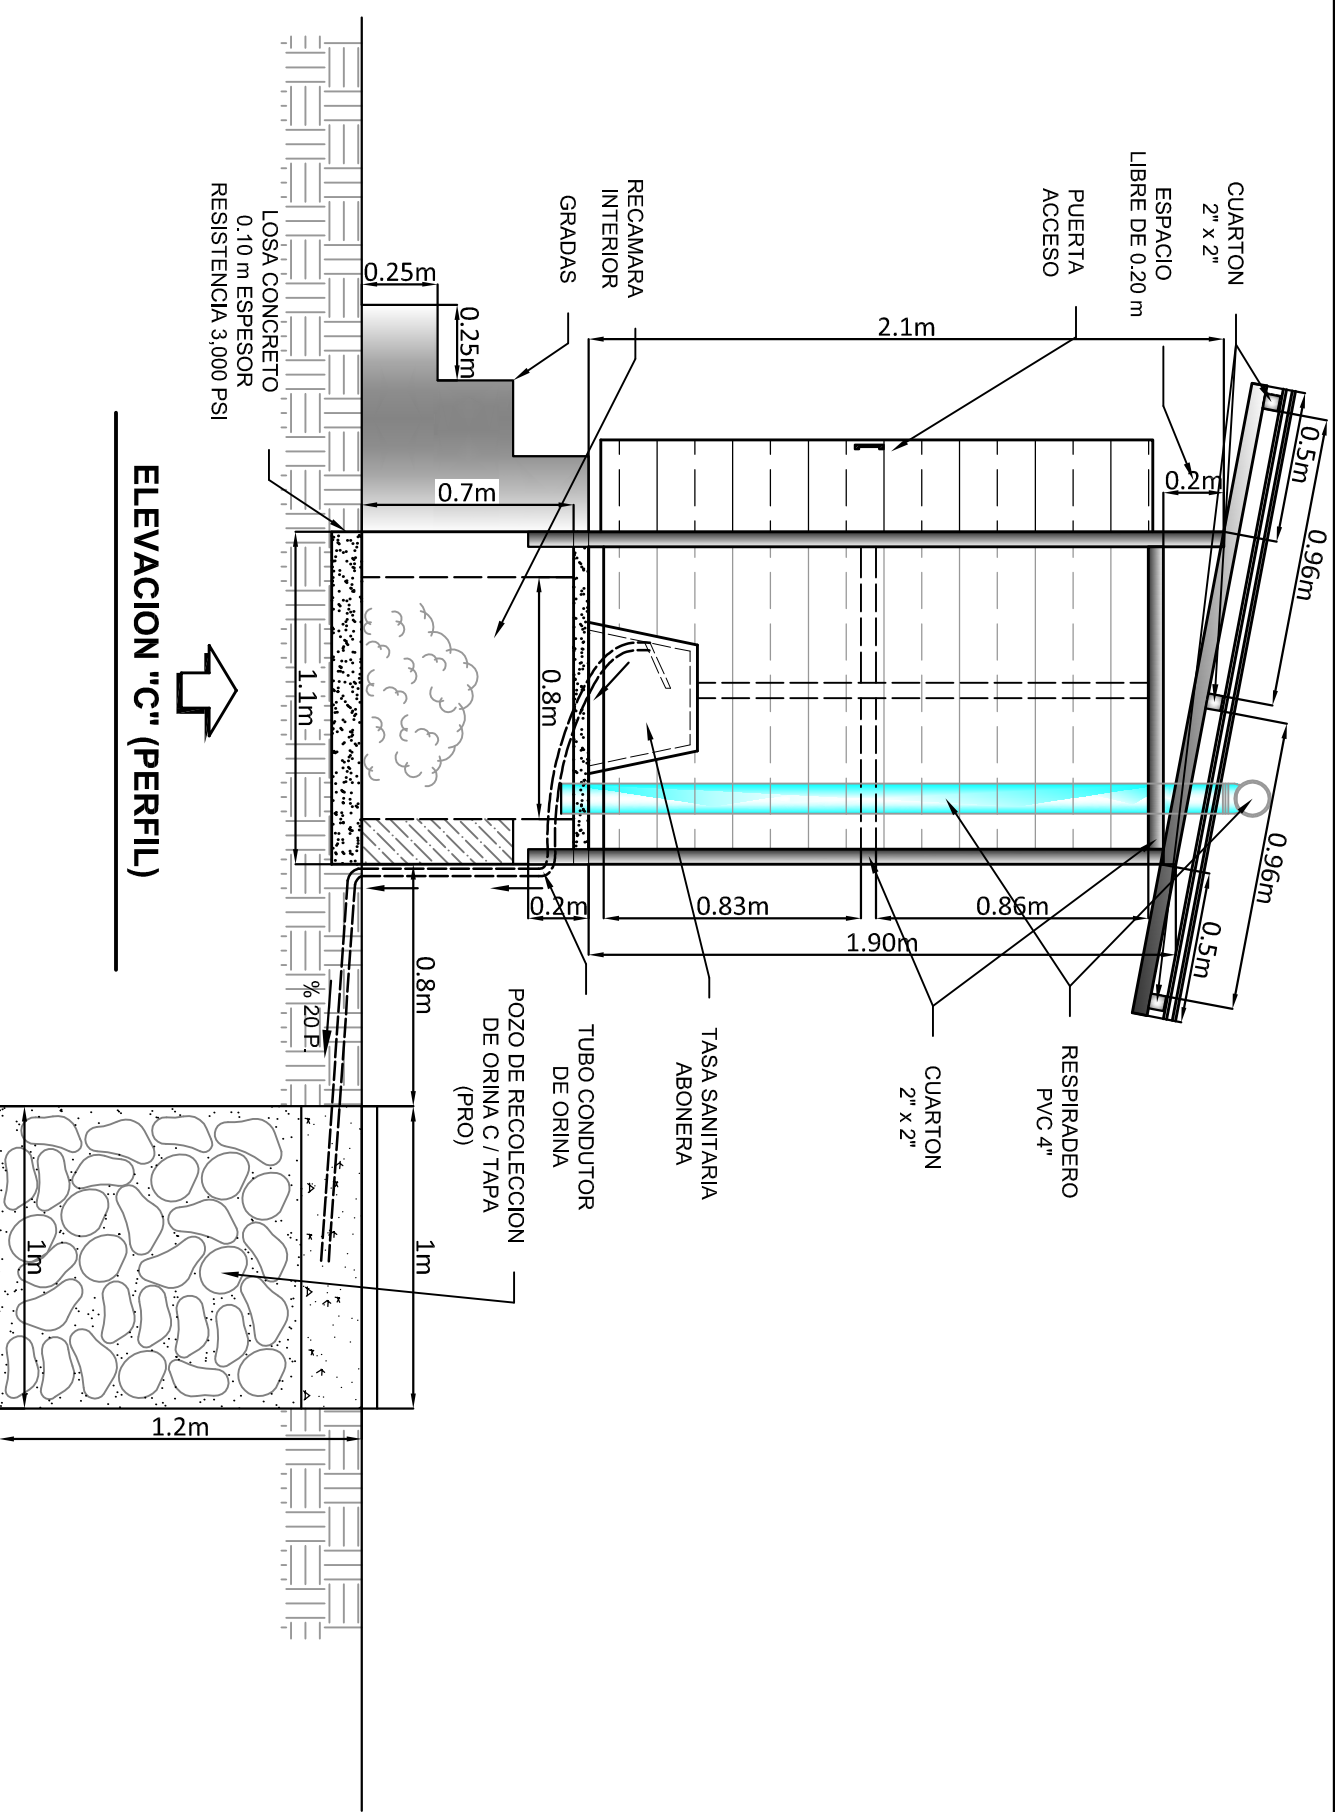 CUARTON
2" x 2"
ESPACIO
LIBRE DE 0.20 m
PUERTA
ACCESO
RECAMARA
INTERIOR
GRADAS
LOSA CONCRETO
0.10 m ESPESOR
RESISTENCIA 3,000 PSI
0.5m
0.96m
0.96m
0.5m
2.1m
0.2m
0.25m
0.25m
0.7m
0.8m
1.1m
0.2m
0.83m
0.86m
1.90m
0.8m
% 20 P.
1m
1m
1.2m
RESPIRADERO
PVC 4"
CUARTON
2" x 2"
TASA SANITARIA
ABONERA
TUBO CONDUTOR
DE ORINA
POZO DE RECOLECCION
DE ORINA C / TAPA
(PRO)
ELEVACION "C" (PERFIL)